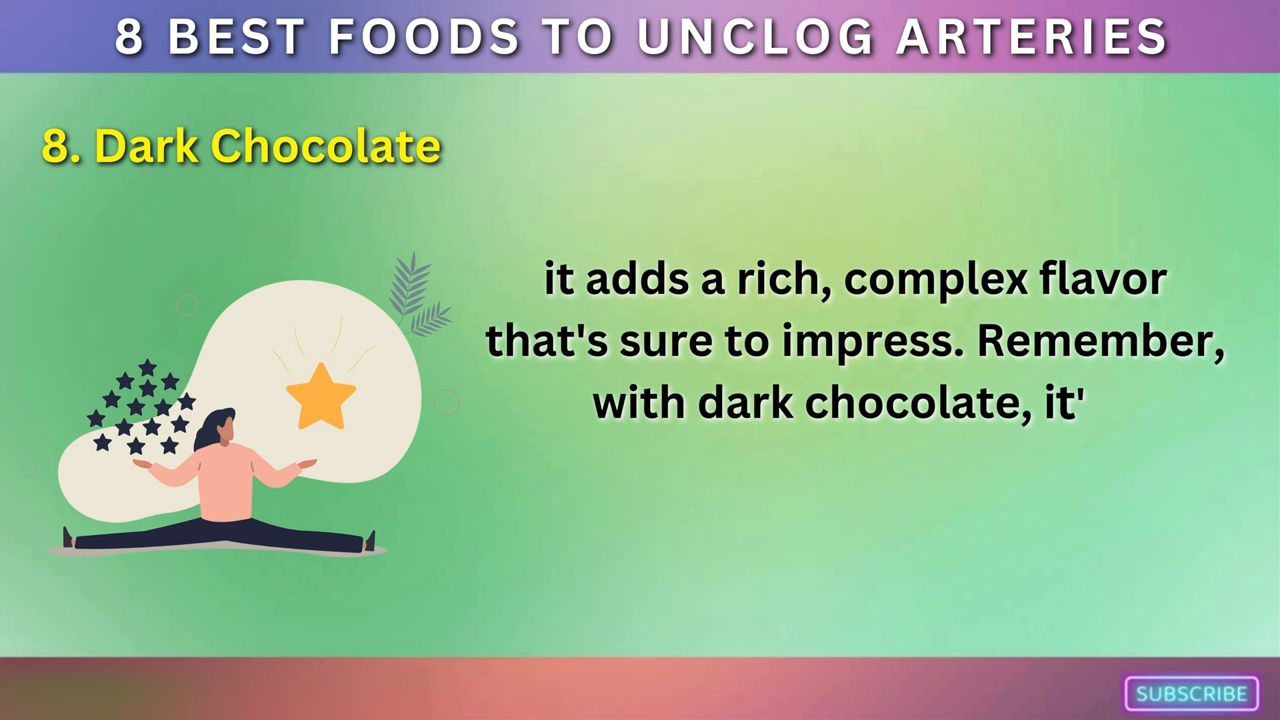 8 BEST FOODS TO UNCLOG ARTERIES
8. Dark Chocolate
it adds a rich, complex flavor
that's sure to impress. Remember,
with dark chocolate, it'
SUBSCRIBE